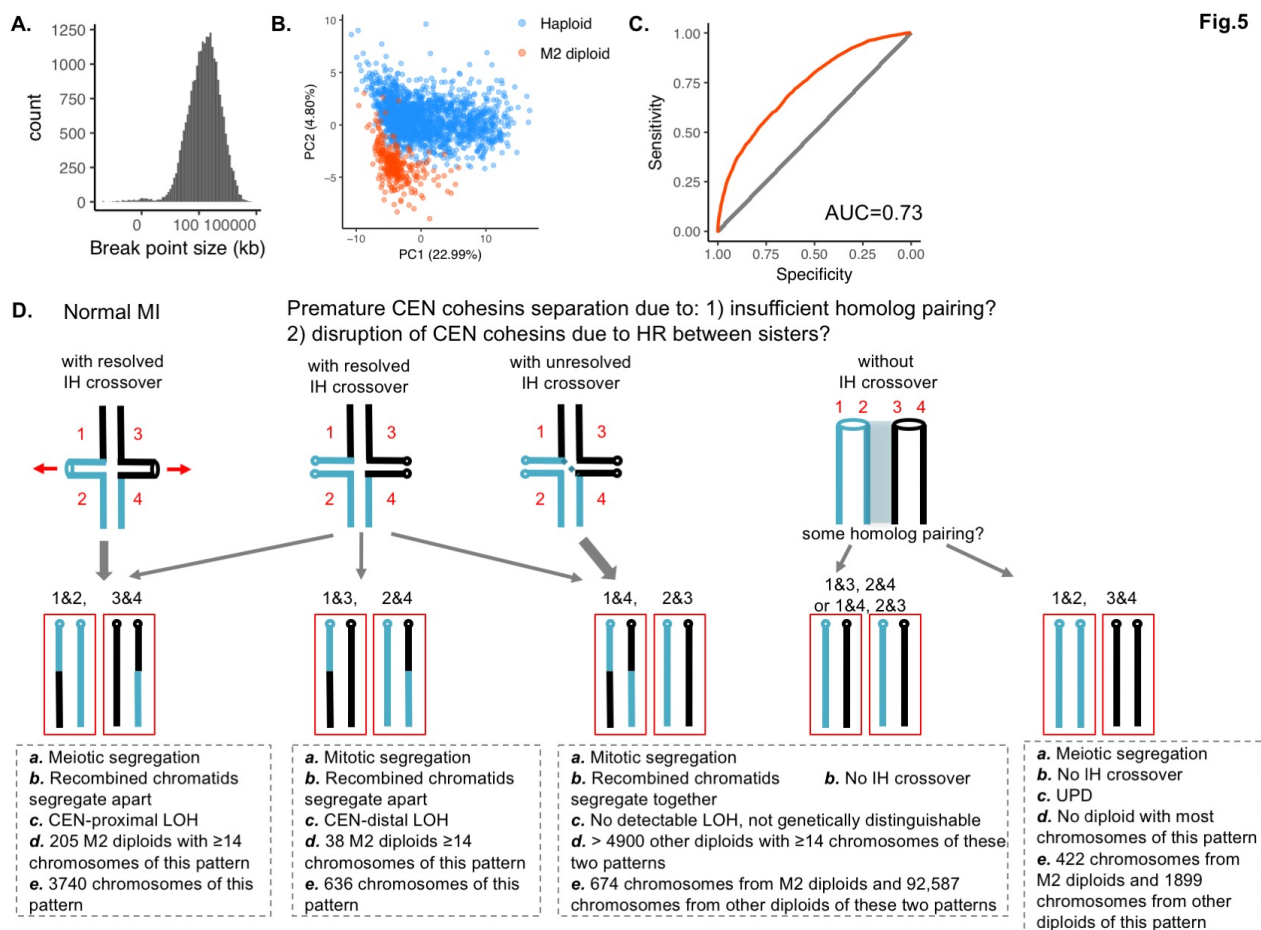 Fig.5
A.
1250
1000
750
500
250
0
count
0 100 100000
Break point size (kb)
B.
Haploid
M2 diploid
10
5
0
−5
PC2 (4.80%)
−10 0 10
PC1 (22.99%)
C.
1.00
0.75
0.50
0.25
0.00
Sensitivity
AUC=0.73
1.00 0.75 0.50 0.25 0.00
Specificity
D.
Normal MI
Premature CEN cohesins separation due to: 1) insufficient homolog pairing?
2) disruption of CEN cohesins due to HR between sisters?
with resolved
IH crossover
1 3
2 4
with resolved
IH crossover
1 3
2 4
with unresolved
IH crossover
1 3
2 4
without
IH crossover
1 2 3 4
some homolog pairing?
1&2, 3&4
1&3, 2&4
1&4, 2&3
1&3, 2&4
or 1&4, 2&3
1&2, 3&4
a. Meiotic segregation
b. Recombined chromatids
segregate apart
c. CEN-proximal LOH
d. 205 M2 diploids with ≥14
chromosomes of this pattern
e. 3740 chromosomes of this
pattern
a. Mitotic segregation
b. Recombined chromatids
segregate apart
c. CEN-distal LOH
d. 38 M2 diploids ≥14
chromosomes of this pattern
e. 636 chromosomes of this
pattern
a. Mitotic segregation
b. Recombined chromatids b. No IH crossover
segregate together
c. No detectable LOH, not genetically distinguishable
d. > 4900 other diploids with ≥14 chromosomes of these
two patterns
e. 674 chromosomes from M2 diploids and 92,587
chromosomes from other diploids of these two patterns
a. Meiotic segregation
b. No IH crossover
c. UPD
d. No diploid with most
chromosomes of this pattern
e. 422 chromosomes from
M2 diploids and 1899
chromosomes from other
diploids of this pattern